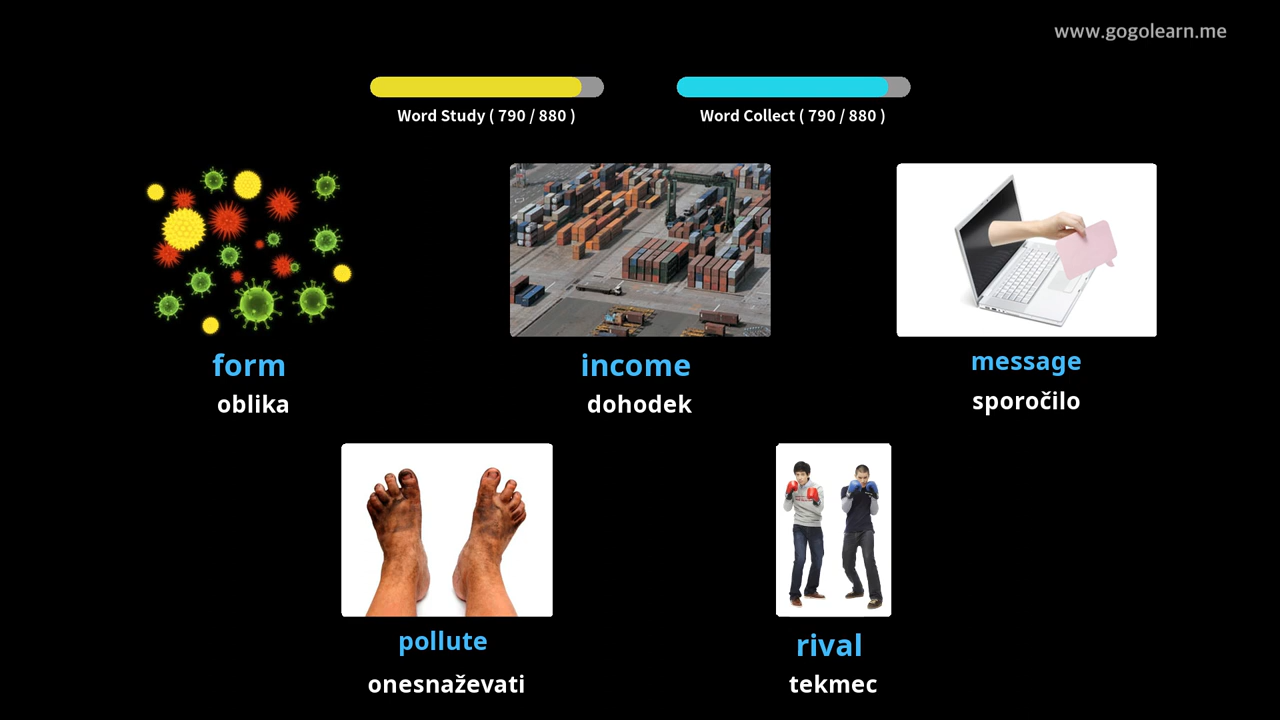 www.gogolearn.me
Word Study ( 790 / 880 )
Word Collect ( 790 / 880 )
form
oblika
income
dohodek
message
sporočilo
pollute
onesnaževati
rival
tekmec